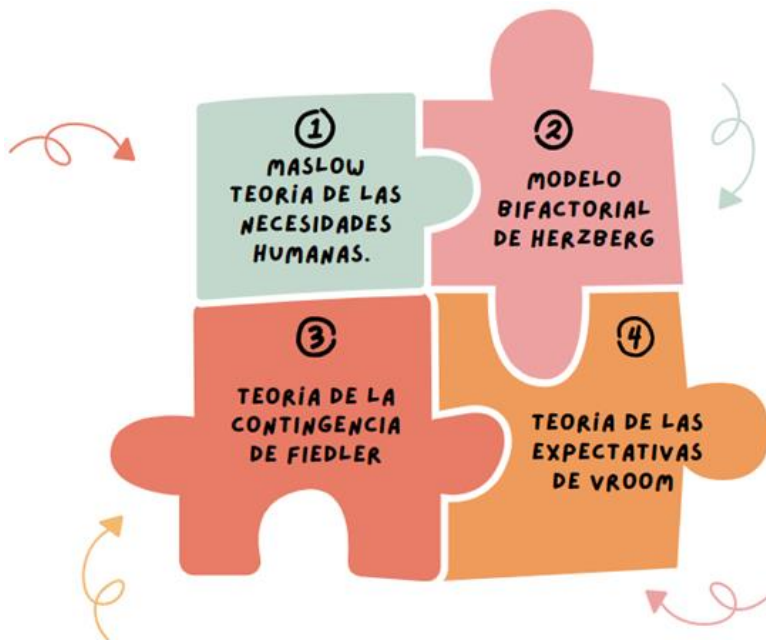 1
MASLOW
TEORÍA DE LAS
NECESIDADES
HUMANAS.
2
MODELO
BIFACTORIAL
DE HERZBERG
3
TEORÍA DE LA
CONTINGENCIA
DE FIEDLER
4
TEORÍA DE LAS
EXPECTATIVAS
DE VROOM